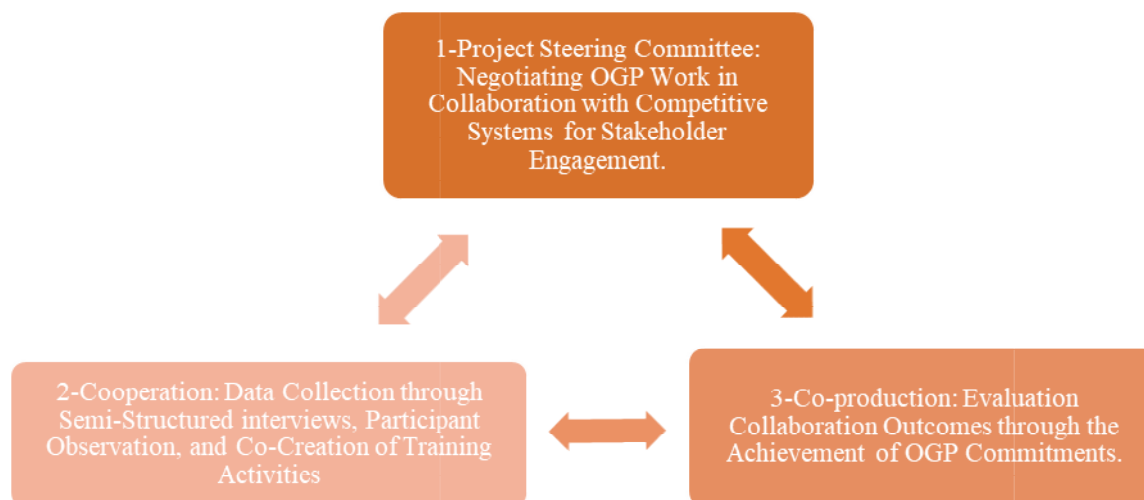 1-Project Steering Committee:
Negotiating OGP Work in
Collaboration with Competitive
Systems for Stakeholder
Engagement.
2-Cooperation: Data Collection through
Semi-Structured interviews, Participant
Observation, and Co-Creation of Training
Activities
3-Co-production: Evaluation
Collaboration Outcomes through the
Achievement of OGP Commitments.